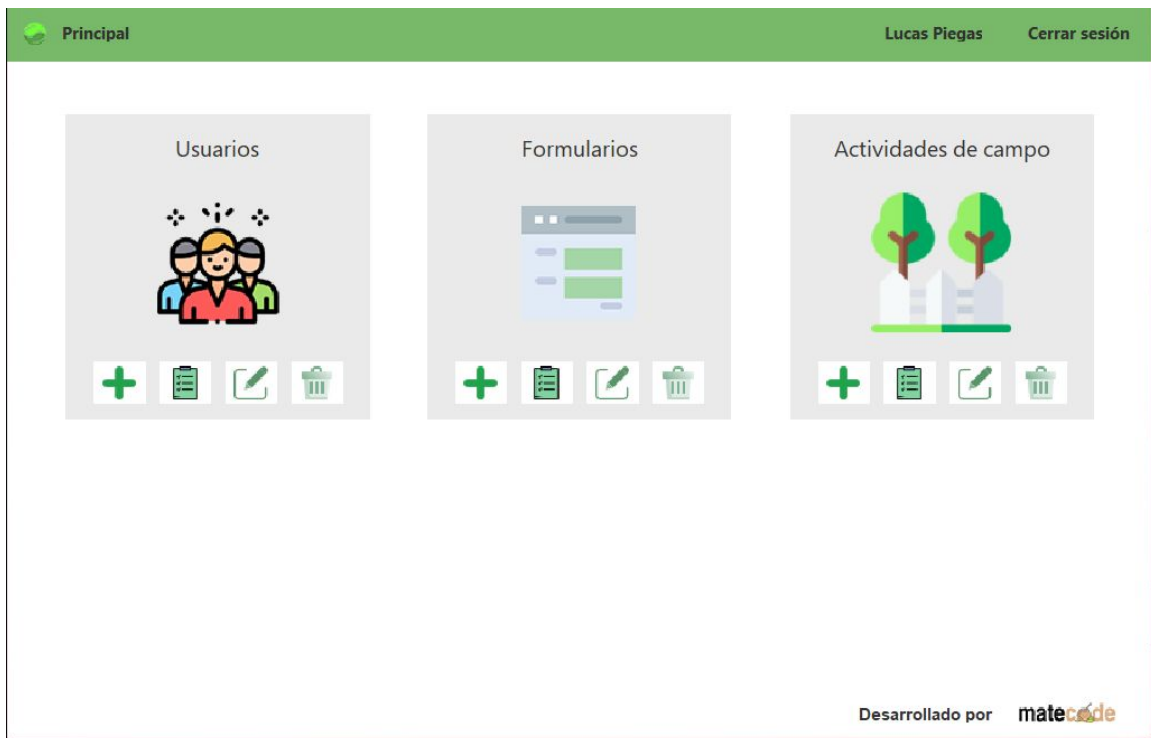 Principal
Lucas Piegas
Cerrar sesión
Usuarios
Formularios
Actividades de campo
Desarrollado por
matecode